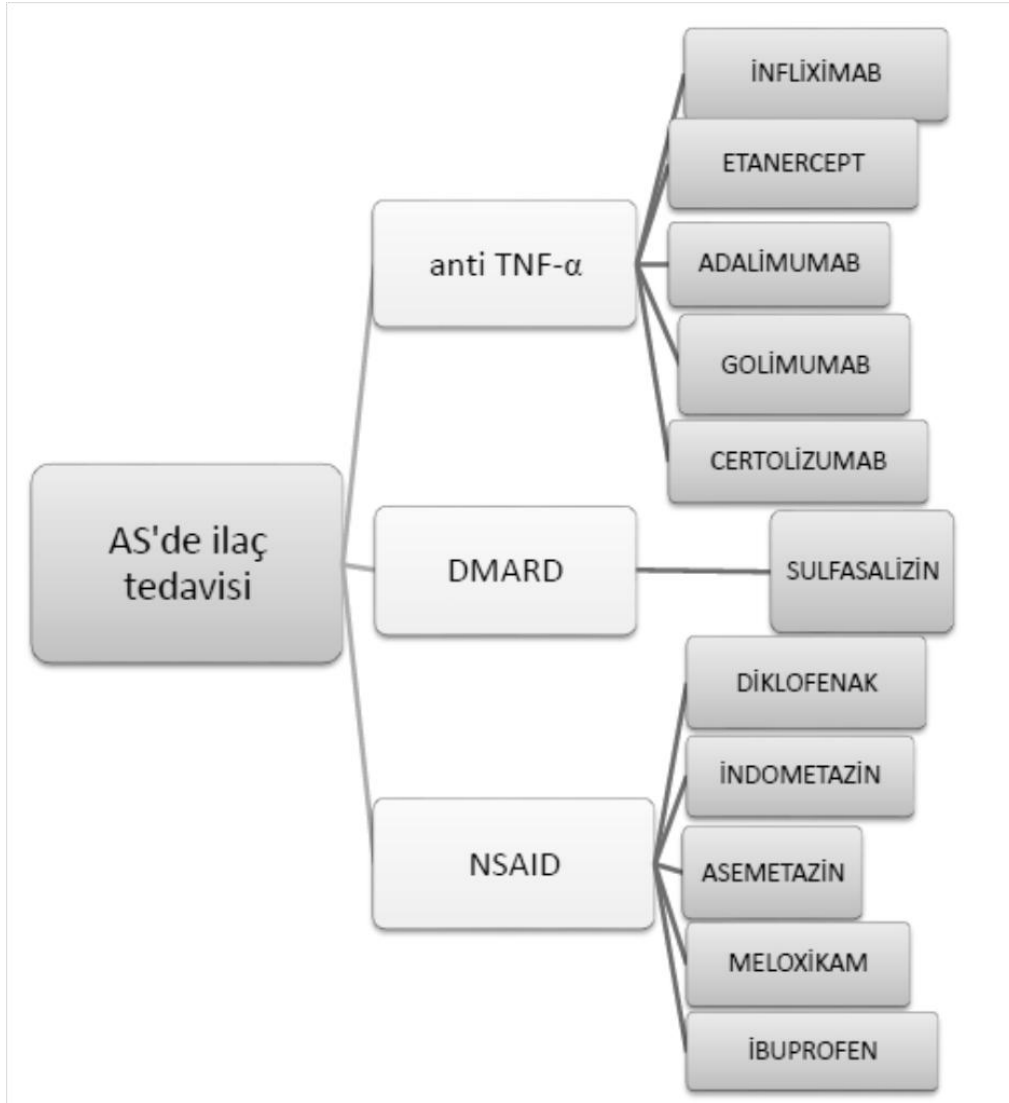 AS'de ilaç
tedavisi
anti TNF-α
İNFLİXİMAB
ETANERCEPT
ADALİMUMAB
GOLİMUMAB
CERTOLİZUMAB
DMARD
SULFASALİZİN
NSAID
DİKLOFENAK
İNDOMETAZİN
ASEMETAZİN
MELOXİKAM
İBUPROFEN